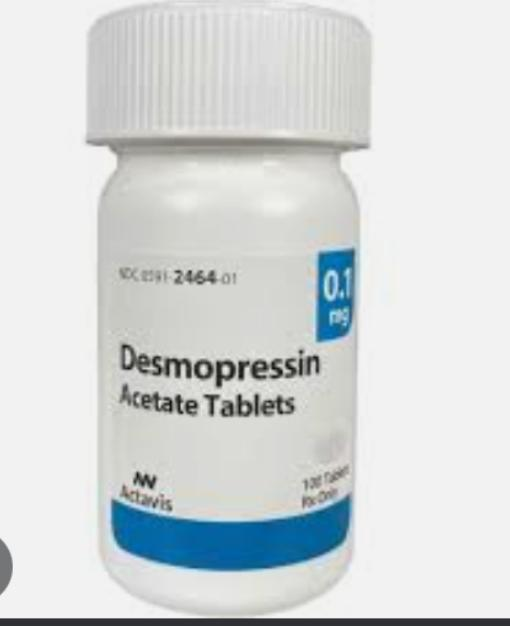 NDC 0591-2464-01
0.1
mg
Desmopressin
Acetate Tablets
Actavis
100 Tablets
Rx Only